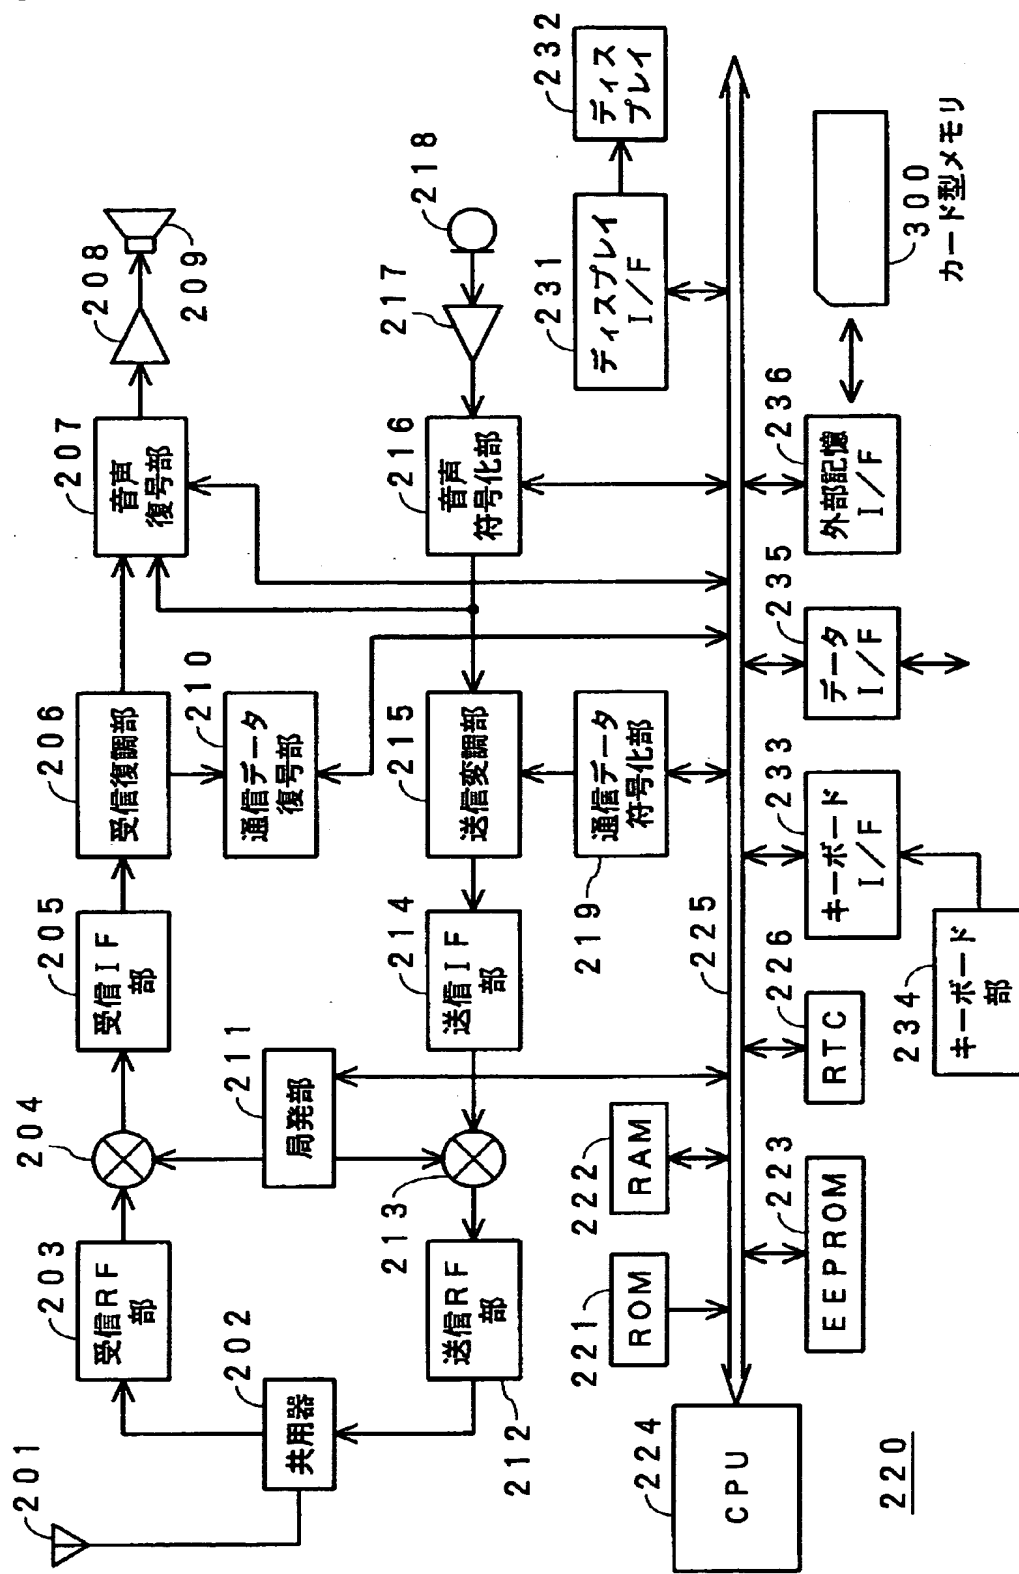 201
202
共用器
203
受信RF
部
204
205
受信IF
部
206
受信復調部
207
音声
復号部
208
209
210
通信データ
復号部
211
局発部
212
送信RF
部
213
214
送信IF
部
215
送信変調部
216
音声
符号化部
217
218
219
通信データ
符号化部
221
ROM
222
RAM
231
ディスプレイ
I/F
232
ディス
プレイ
224
CPU
225
223
EEPROM
226
RTC
233
キーボード
I/F
234
キーボード
部
235
データ
I/F
236
外部記憶
I/F
300
カード型メモリ
220